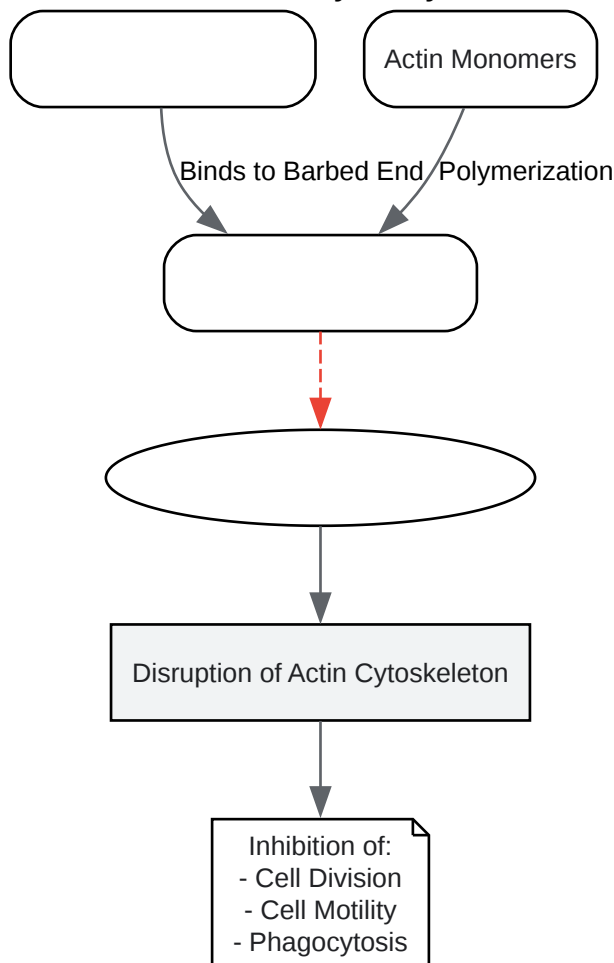 Actin Monomers
Binds to Barbed End
Polymerization
Disruption of Actin Cytoskeleton
Inhibition of:
- Cell Division
- Cell Motility
- Phagocytosis